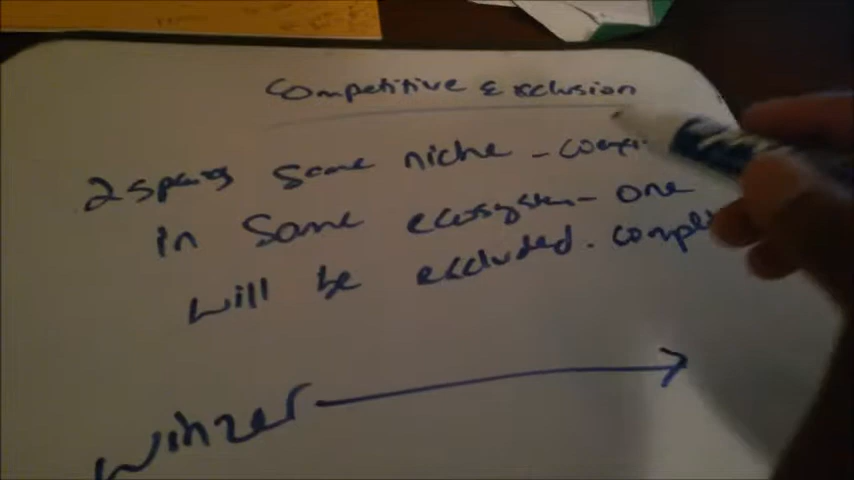 Competitive Exclusion
2 species same niche - compe
in same ecosystem - one
will be excluded. comple
winner